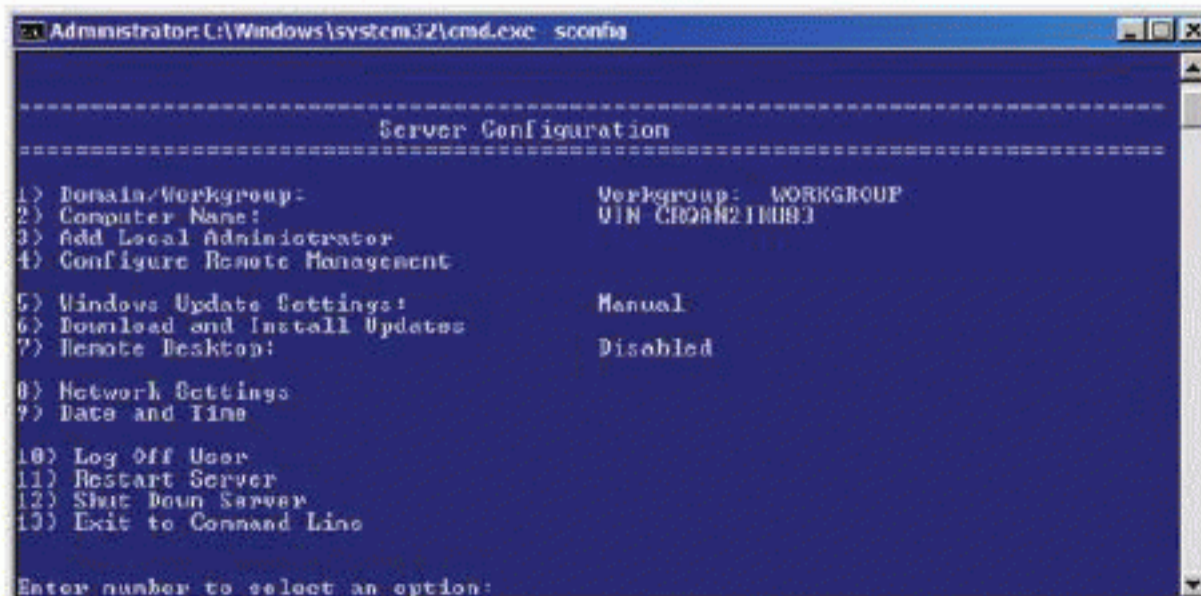 Administrator: C:\Windows\system32\cmd.exe sconfig
Server Configuration
1) Domain/Workgroup: Workgroup: WORKGROUP
2) Computer Name:
3) Add Local Administrator
4) Configure Remote Management
5) Windows Update Settings: Manual
6) Download and Install Updates
7) Remote Desktop: Disabled
8) Network Settings
9) Date and Time
10) Log Off User
11) Restart Server
12) Shut Down Server
13) Exit to Command Line
Enter number to select an option: